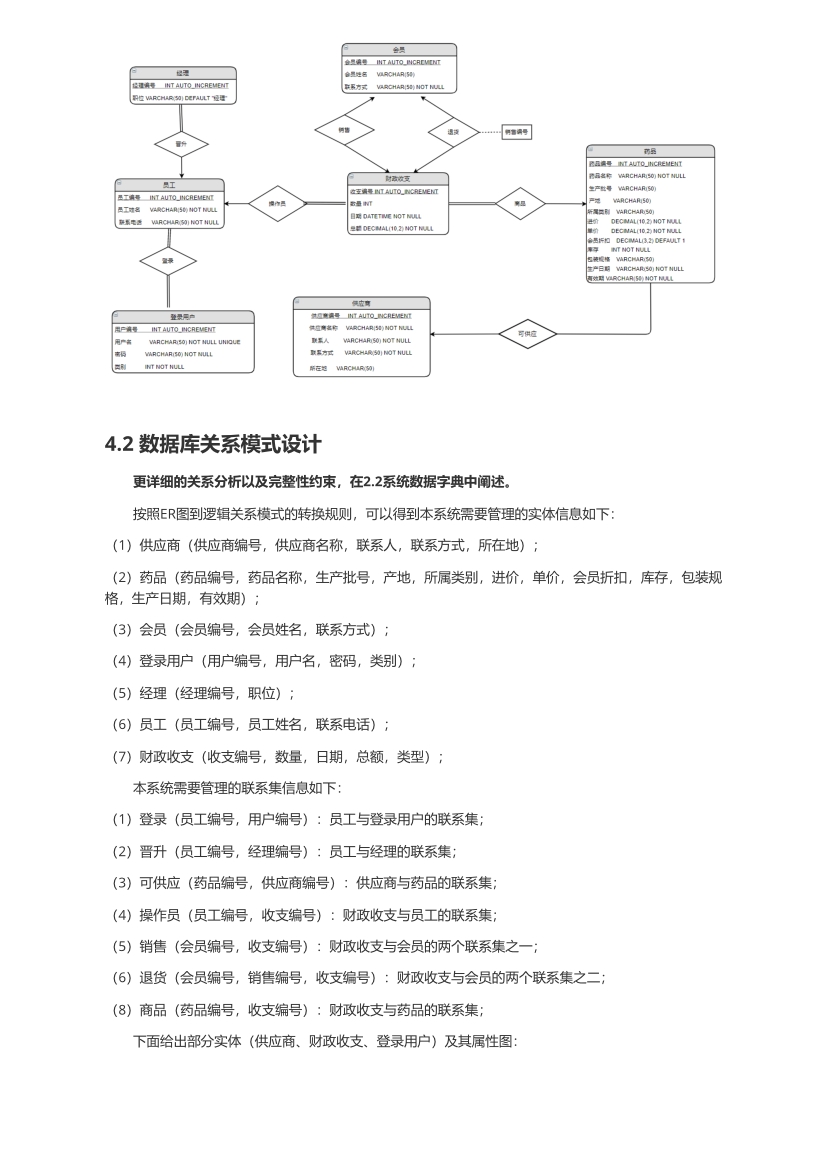 会员
会员编号 INT AUTO_INCREMENT
会员姓名 VARCHAR(50)
联系方式 VARCHAR(50) NOT NULL
经理
经理编号 INT AUTO_INCREMENT
职位 VARCHAR(50) DEFAULT "经理"
销售
退货
销售编号
晋升
药品
药品编号 INT AUTO_INCREMENT
药品名称 VARCHAR(50) NOT NULL
生产批号 VARCHAR(50)
产地 VARCHAR(50)
所属类别 VARCHAR(50)
进价 DECIMAL(10,2) NOT NULL
单价 DECIMAL(10,2) NOT NULL
会员折扣 DECIMAL(3,2) DEFAULT 1
库存 INT NOT NULL
包装规格 VARCHAR(50)
生产日期 VARCHAR(50) NOT NULL
有效期 VARCHAR(50) NOT NULL
员工
员工编号 INT AUTO_INCREMENT
员工姓名 VARCHAR(50) NOT NULL
联系电话 VARCHAR(50) NOT NULL
操作员
财政收支
收支编号 INT AUTO_INCREMENT
数量 INT
日期 DATETIME NOT NULL
总额 DECIMAL(10,2) NOT NULL
商品
登录
登录用户
用户编号 INT AUTO_INCREMENT
用户名 VARCHAR(50) NOT NULL UNIQUE
密码 VARCHAR(50) NOT NULL
类别 INT NOT NULL
供应商
供应商编号 INT AUTO_INCREMENT
供应商名称 VARCHAR(50) NOT NULL
联系人 VARCHAR(50) NOT NULL
联系方式 VARCHAR(50) NOT NULL
所在地 VARCHAR(50)
可供应
4.2 数据库关系模式设计
更详细的关系分析以及完整性约束，在2.2系统数据字典中阐述。
按照ER图到逻辑关系模式的转换规则，可以得到本系统需要管理的实体信息如下：
（1）供应商（供应商编号，供应商名称，联系人，联系方式，所在地）；
（2）药品（药品编号，药品名称，生产批号，产地，所属类别，进价，单价，会员折扣，库存，包装规
格，生产日期，有效期）；
（3）会员（会员编号，会员姓名，联系方式）；
（4）登录用户（用户编号，用户名，密码，类别）；
（5）经理（经理编号，职位）；
（6）员工（员工编号，员工姓名，联系电话）；
（7）财政收支（收支编号，数量，日期，总额，类型）；
本系统需要管理的联系集信息如下：
（1）登录（员工编号，用户编号）：员工与登录用户的联系集；
（2）晋升（员工编号，经理编号）：员工与经理的联系集；
（3）可供应（药品编号，供应商编号）：供应商与药品的联系集；
（4）操作员（员工编号，收支编号）：财政收支与员工的联系集；
（5）销售（会员编号，收支编号）：财政收支与会员的两个联系集之一；
（6）退货（会员编号，销售编号，收支编号）：财政收支与会员的两个联系集之二；
（8）商品（药品编号，收支编号）：财政收支与药品的联系集；
下面给出部分实体（供应商、财政收支、登录用户）及其属性图：